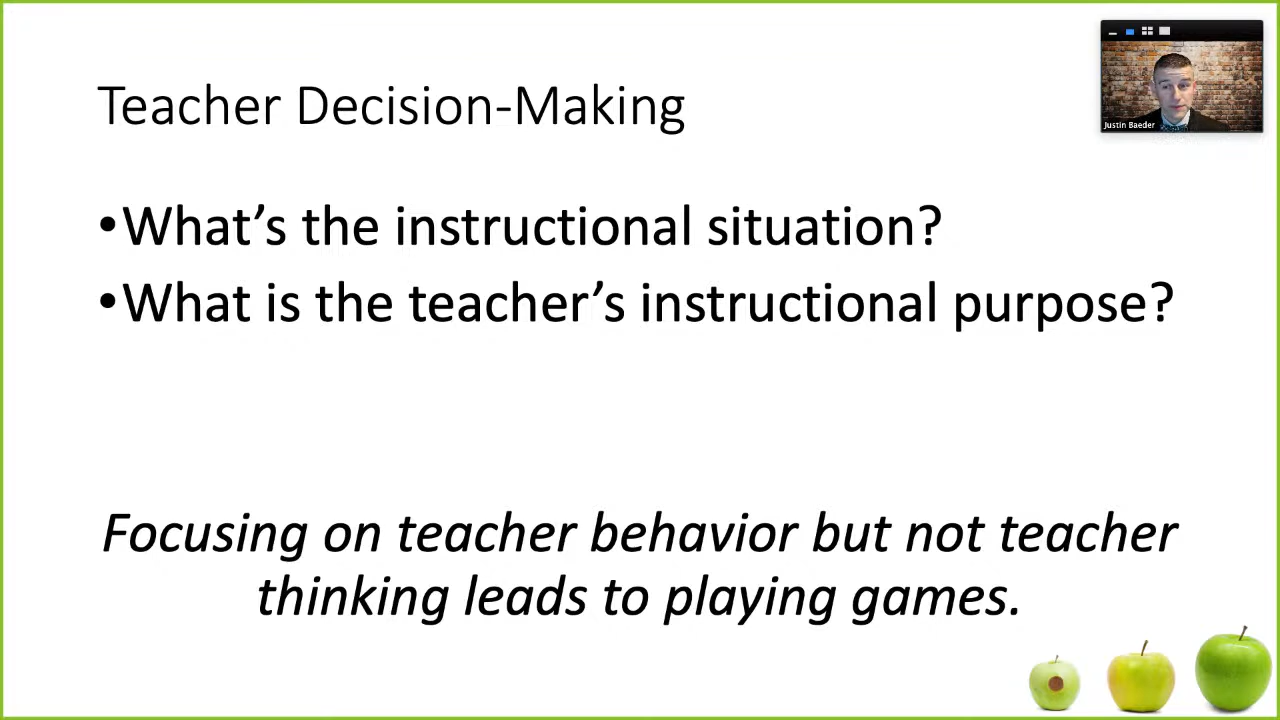 Teacher Decision-Making
Justin Baeder
•What’s the instructional situation?
•What is the teacher’s instructional purpose?
Focusing on teacher behavior but not teacher
thinking leads to playing games.